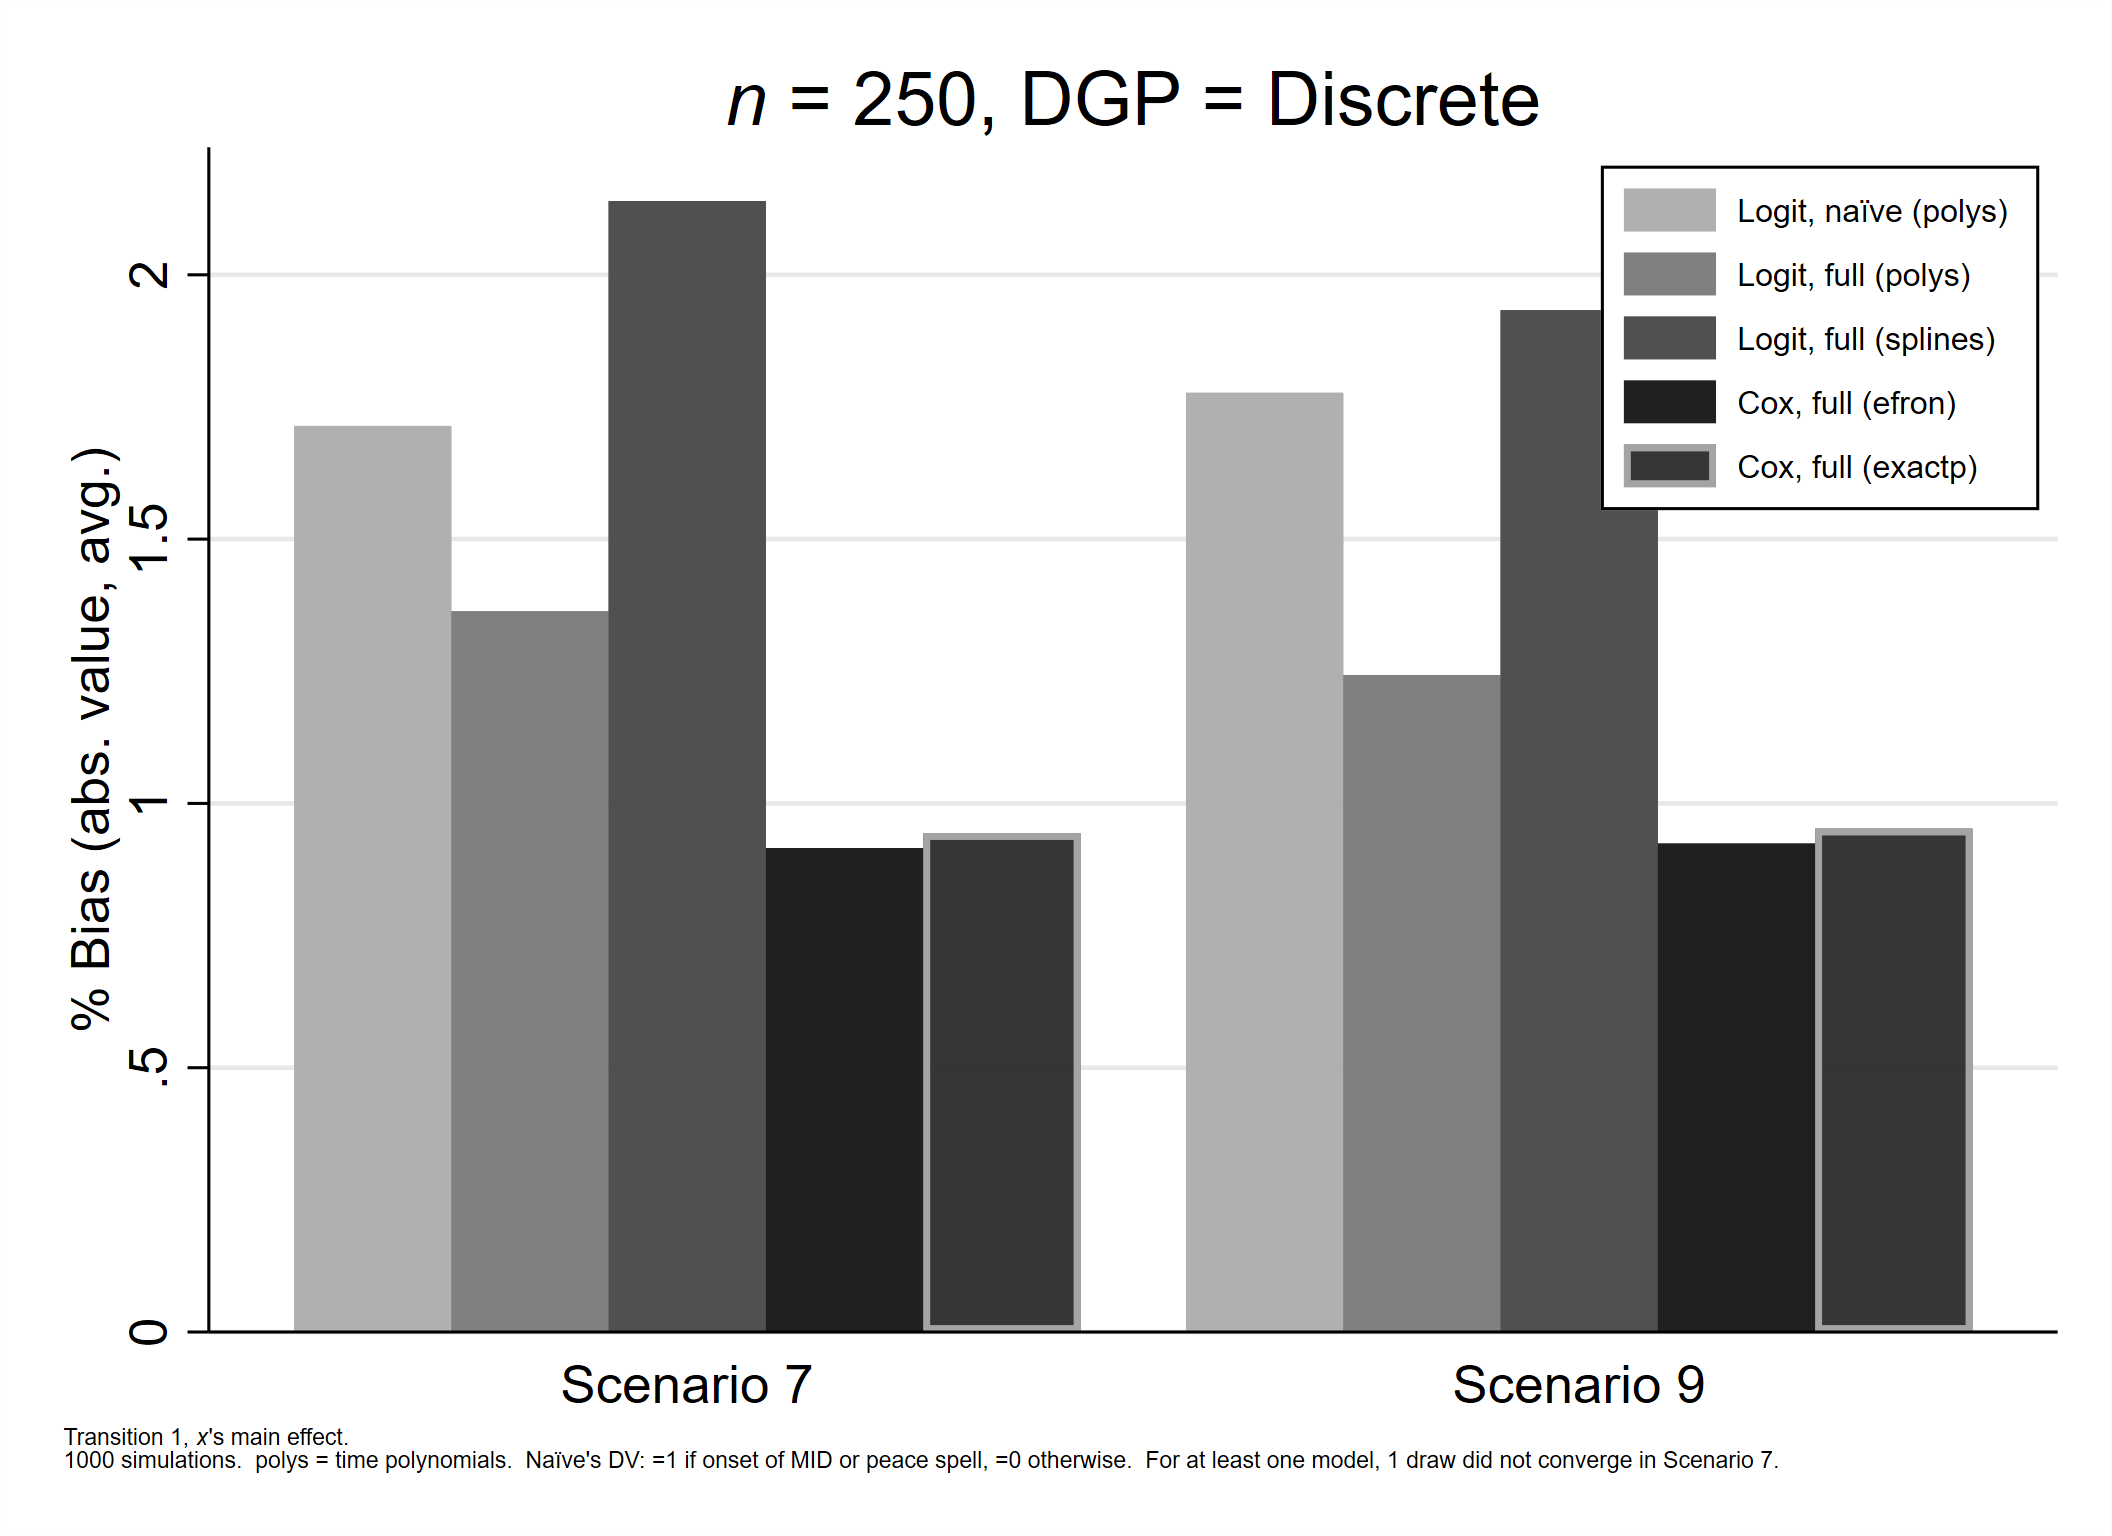 n = 250, DGP = Discrete
% Bias (abs. value, avg.)
2
1.5
1
.5
0
Logit, naïve (polys)
Logit, full (polys)
Logit, full (splines)
Cox, full (efron)
Cox, full (exactp)
Scenario 7
Scenario 9
Transition 1, x's main effect.
1000 simulations.  polys = time polynomials.  Naïve's DV: =1 if onset of MID or peace spell, =0 otherwise.  For at least one model, 1 draw did not converge in Scenario 7.